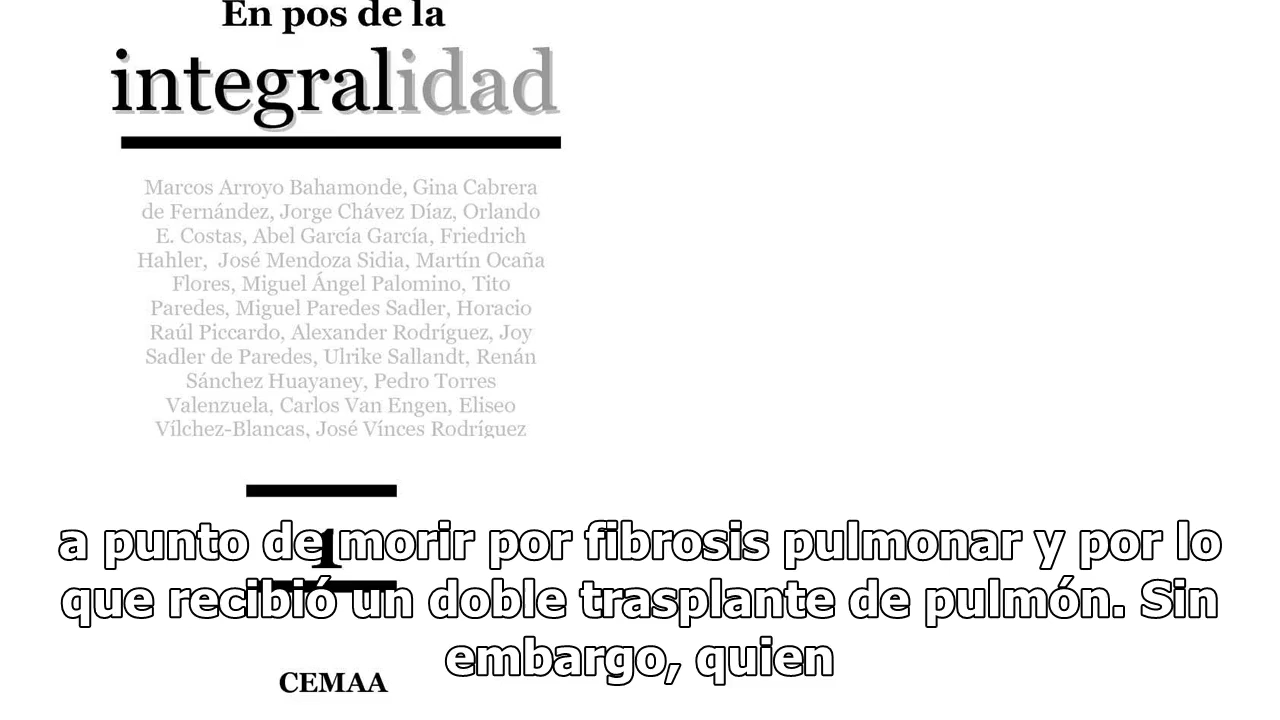 En pos de la
integralidad
Marcos Arroyo Bahamonde, Gina Cabrera
de Fernández, Jorge Chávez Díaz, Orlando
E. Costas, Abel García García, Friedrich
Hahler, José Mendoza Sidia, Martín Ocaña
Flores, Miguel Ángel Palomino, Tito
Paredes, Miguel Paredes Sadler, Horacio
Raúl Piccardo, Alexander Rodríguez, Joy
Sadler de Paredes, Ulrike Sallandt, Renán
Sánchez Huayaney, Pedro Torres
Valenzuela, Carlos Van Engen, Eliseo
Vílchez-Blancas, José Vínces Rodríguez
1
a punto de morir por fibrosis pulmonar y por lo
que recibió un doble trasplante de pulmón. Sin
embargo, quien
CEMAA